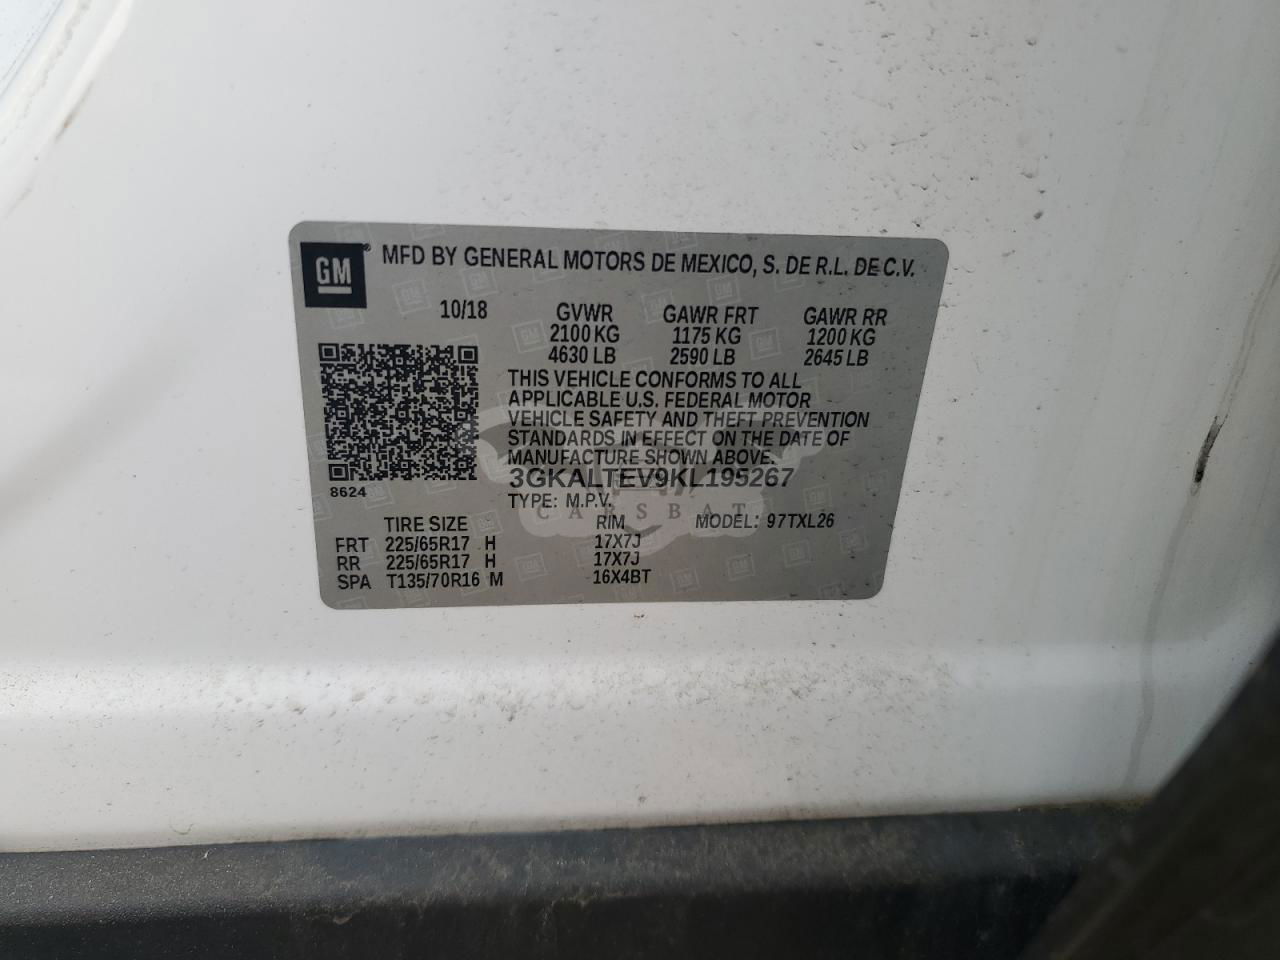 GM® MFD BY GENERAL MOTORS DE MEXICO, S. DE R.L. DE C.V.
10/18 GVWR GAWR FRT GAWR RR
2100 KG 1175 KG 1200 KG
4630 LB 2590 LB 2645 LB
THIS VEHICLE CONFORMS TO ALL
APPLICABLE U.S. FEDERAL MOTOR
VEHICLE SAFETY AND THEFT PREVENTION
STANDARDS IN EFFECT ON THE DATE OF
MANUFACTURE SHOWN ABOVE.
3GKALTEV9KL195267
8624
TYPE: M.P.V.
CARSBAT
TIRE SIZE RIM MODEL: 97TXL26
FRT 225/65R17 H 17X7J
RR 225/65R17 H 17X7J
SPA T135/70R16 M 16X4BT